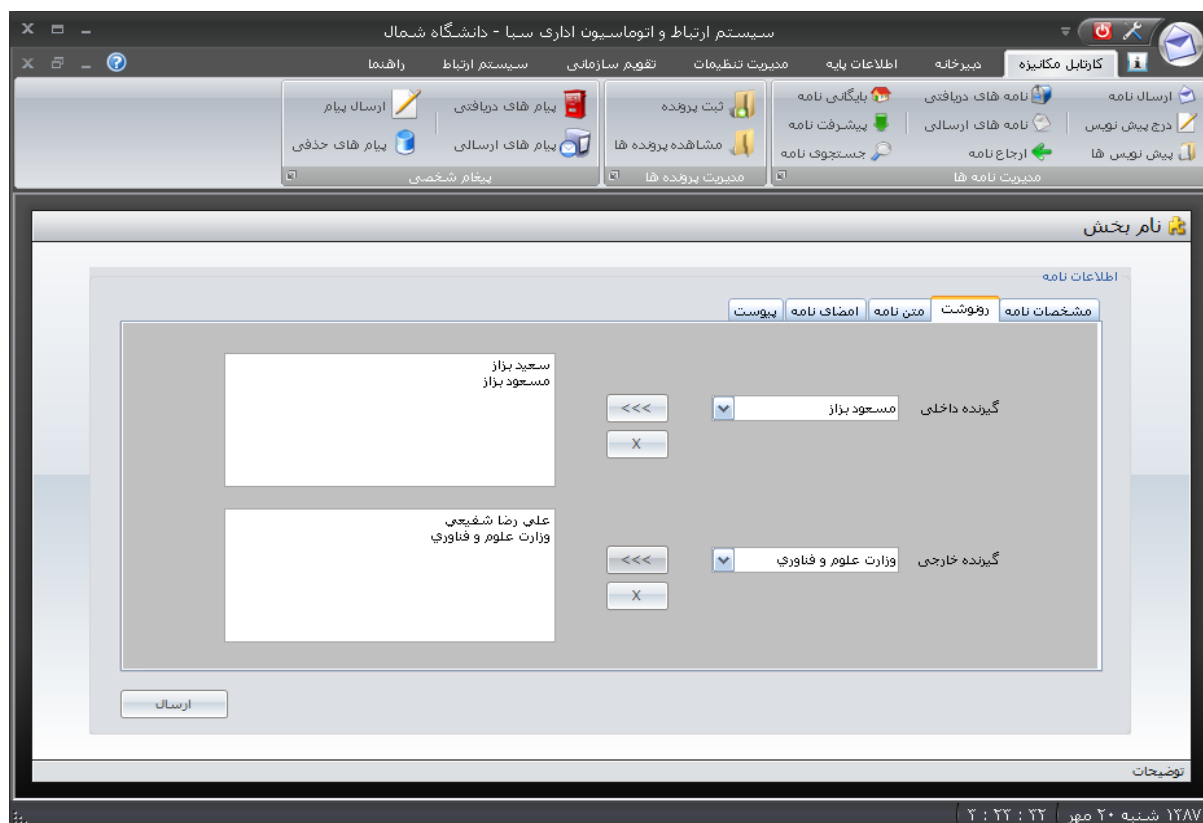 سیستم ارتباط و اتوماسیون اداری سبا - دانشگاه شمال
کارتابل مکانیزه
دبیرخانه
اطلاعات پایه
مدیریت تنظیمات
تقویم سازمانی
سیستم ارتباط
راهنما
ارسال نامه
نامه های دریافتی
بایگانی نامه
درج پیش نویس
نامه های ارسالی
پیشرفت نامه
پیش نویس ها
ارجاع نامه
جستجوی نامه
مدیریت نامه ها
ثبت پرونده
مشاهده پرونده ها
مدیریت پرونده ها
پیام های دریافتی
ارسال پیام
پیام های ارسالی
پیام های حذفی
پیغام شخصی
نام بخش
اطلاعات نامه
مشخصات نامه
رونوشت
متن نامه
امضای نامه
پیوست
گیرنده داخلی
مسعود بزاز
<<<
X
سعید بزاز
مسعود بزاز
گیرنده خارجی
وزارت علوم و فناوري
<<<
X
علي رضا شفيعي
وزارت علوم و فناوري
ارسال
توضیحات
۱۳۸۷ شنبه ۲۰ مهر
۳ : ۲۳ : ۳۲